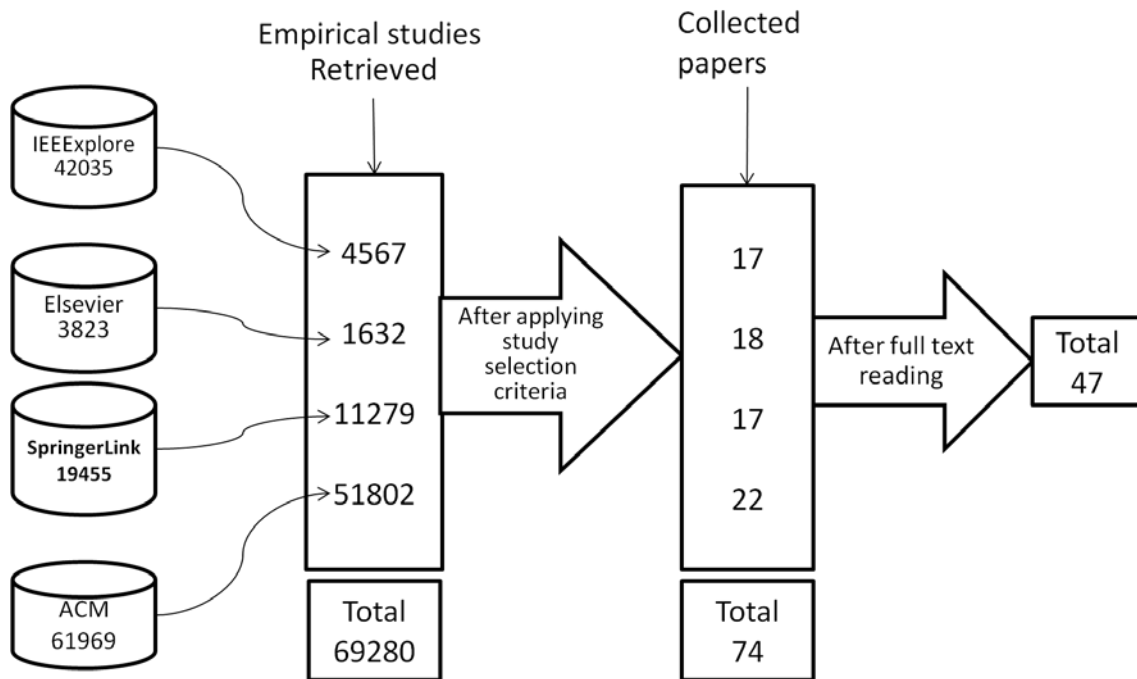 Empirical studies
Retrieved
Collected
papers
IEEExplore
42035
Elsevier
3823
SpringerLink
19455
ACM
61969
4567
1632
11279
51802
Total
69280
After applying
study
selection
criteria
17
18
17
22
Total
74
After full text
reading
Total
47